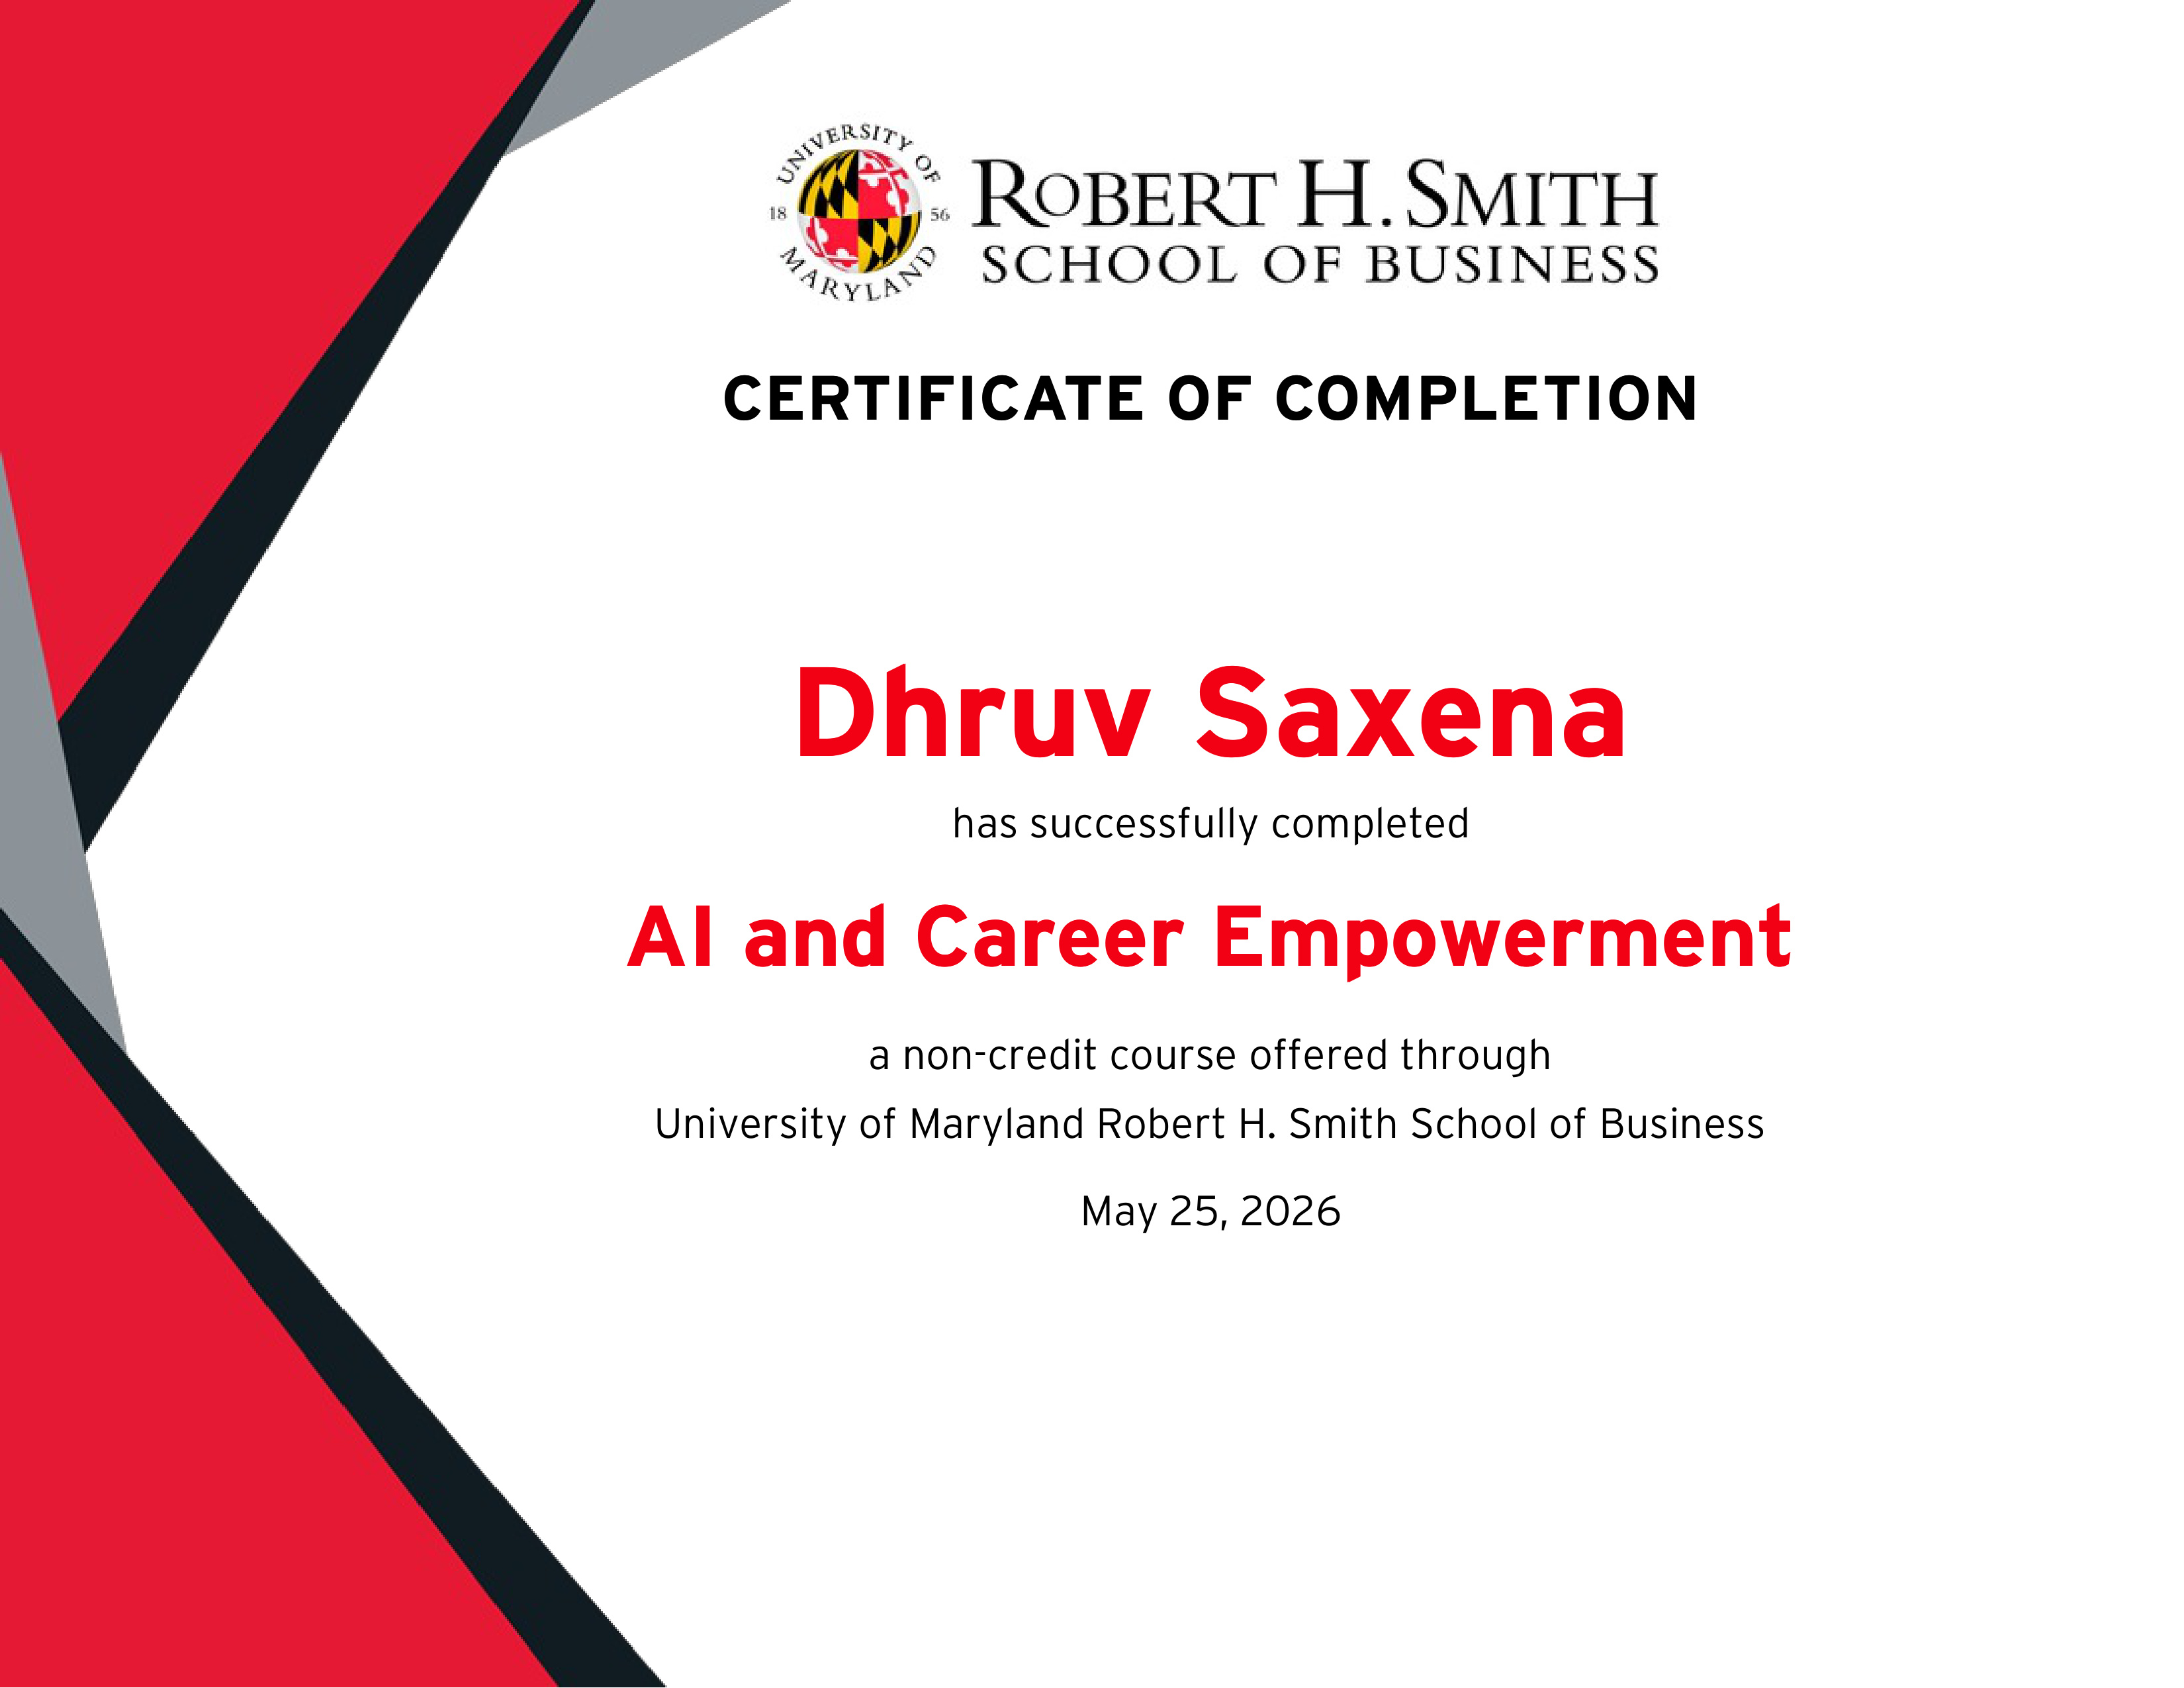 UNIVERSITY OF
18 56
MARYLAND
ROBERT H. SMITH
SCHOOL OF BUSINESS
CERTIFICATE OF COMPLETION
Dhruv Saxena
has successfully completed
AI and Career Empowerment
a non-credit course offered through
University of Maryland Robert H. Smith School of Business
May 25, 2026